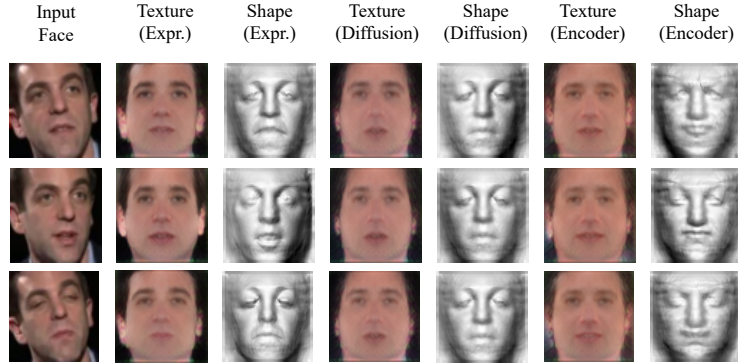 Input Face
Texture (Expr.)
Shape (Expr.)
Texture (Diffusion)
Shape (Diffusion)
Texture (Encoder)
Shape (Encoder)